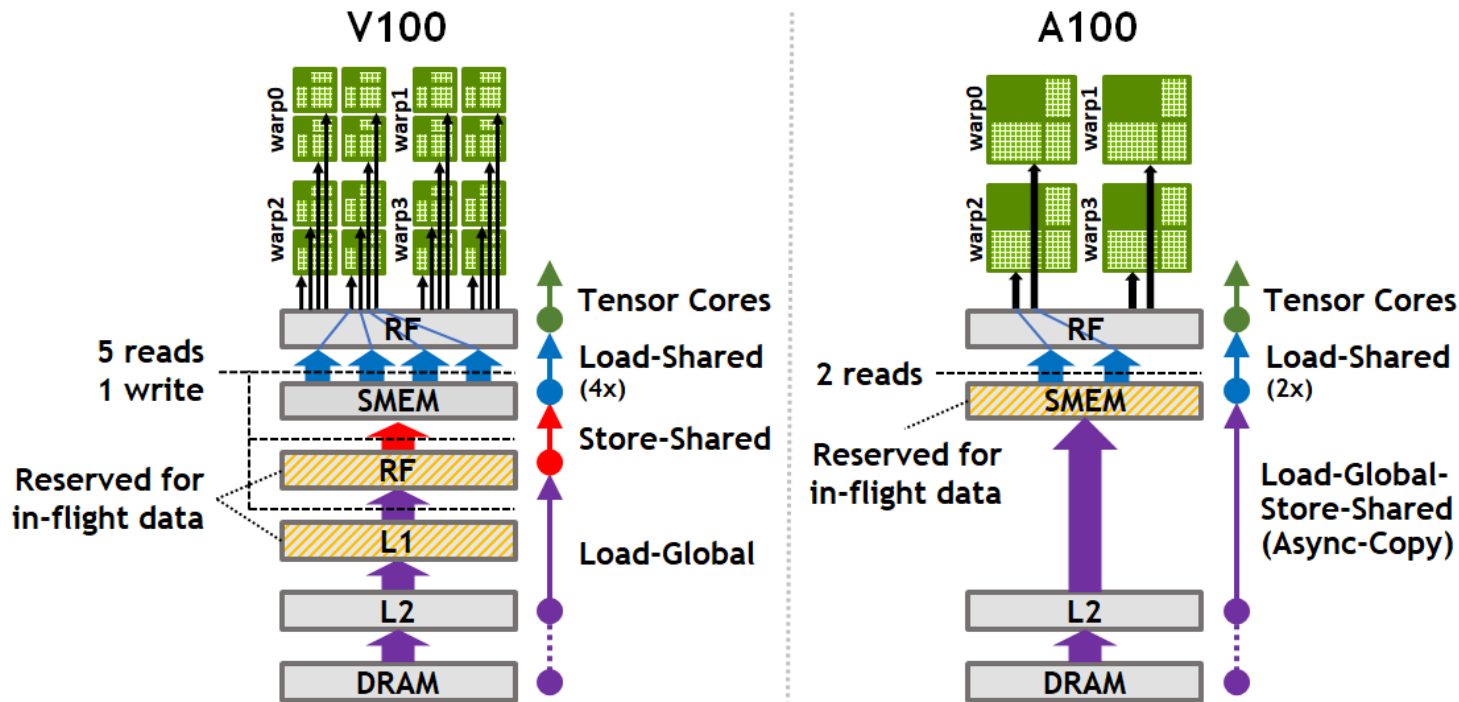 V100
warp0
warp1
warp2
warp3
RF
SMEM
RF
L1
L2
DRAM
5 reads
1 write
Reserved for
in-flight data
Tensor Cores
Load-Shared
(4x)
Store-Shared
Load-Global
A100
warp0
warp1
warp2
warp3
RF
SMEM
L2
DRAM
2 reads
Reserved for
in-flight data
Tensor Cores
Load-Shared
(2x)
Load-Global-
Store-Shared
(Async-Copy)